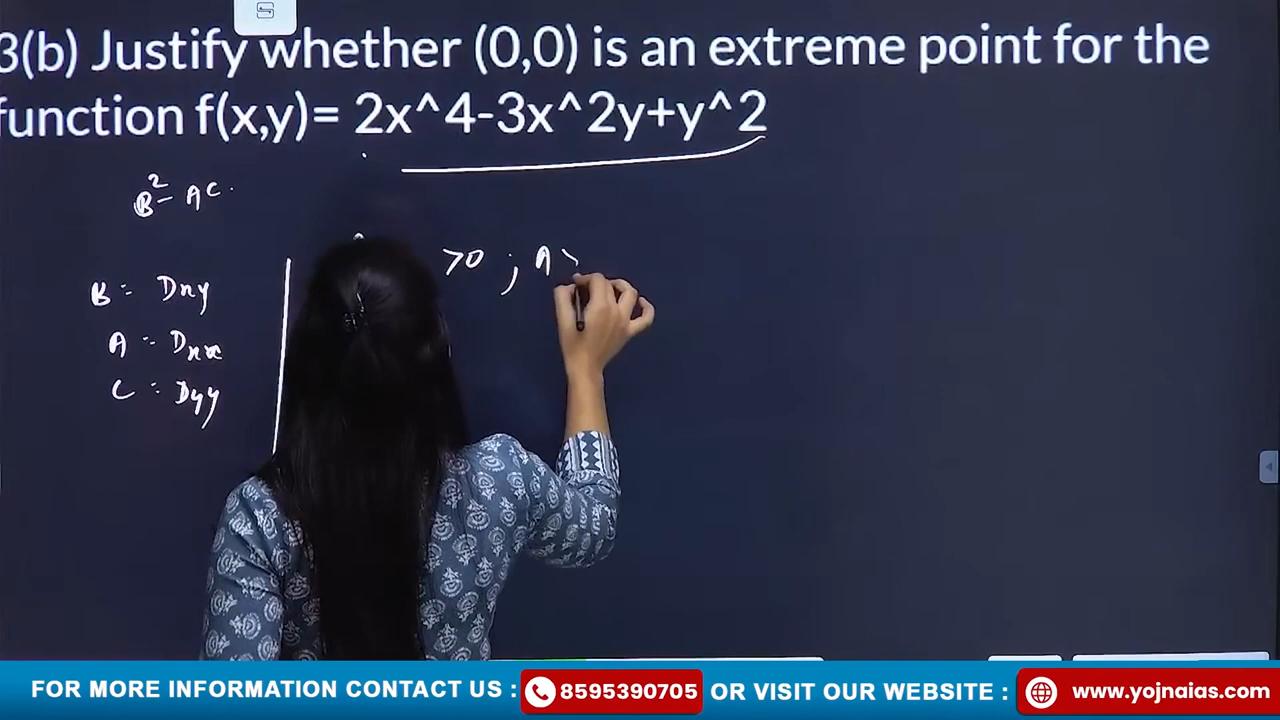 3(b) Justify whether (0,0) is an extreme point for the
function f(x,y)= 2x^4-3x^2y+y^2
B^2 - AC.
>0 ; A >
B = Dxy
A = Dxx
C = Dyy
FOR MORE INFORMATION CONTACT US : 8595390705 OR VISIT OUR WEBSITE : www.yojnaias.com